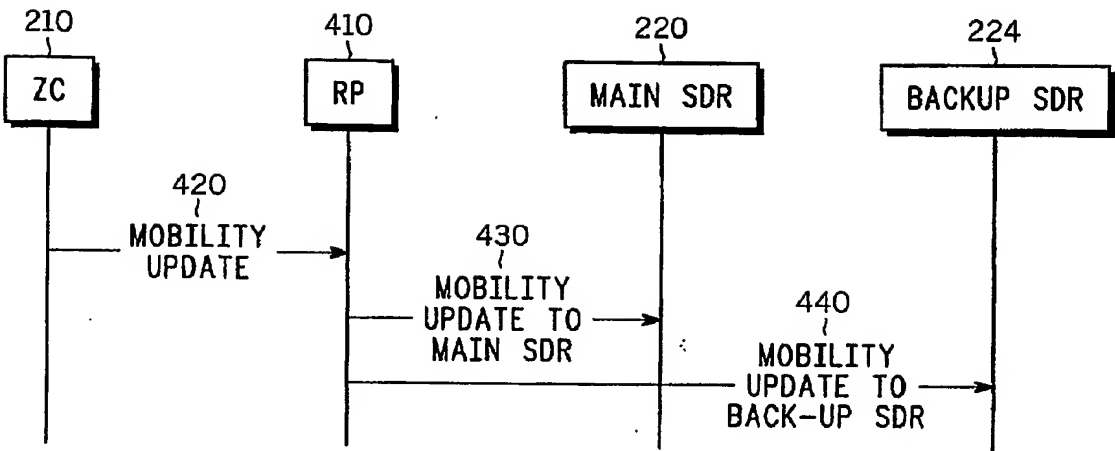 210
410
220
224
ZC
RP
MAIN SDR
BACKUP SDR
420
MOBILITY
UPDATE
430
MOBILITY
UPDATE TO
MAIN SDR
440
MOBILITY
UPDATE TO
BACK-UP SDR